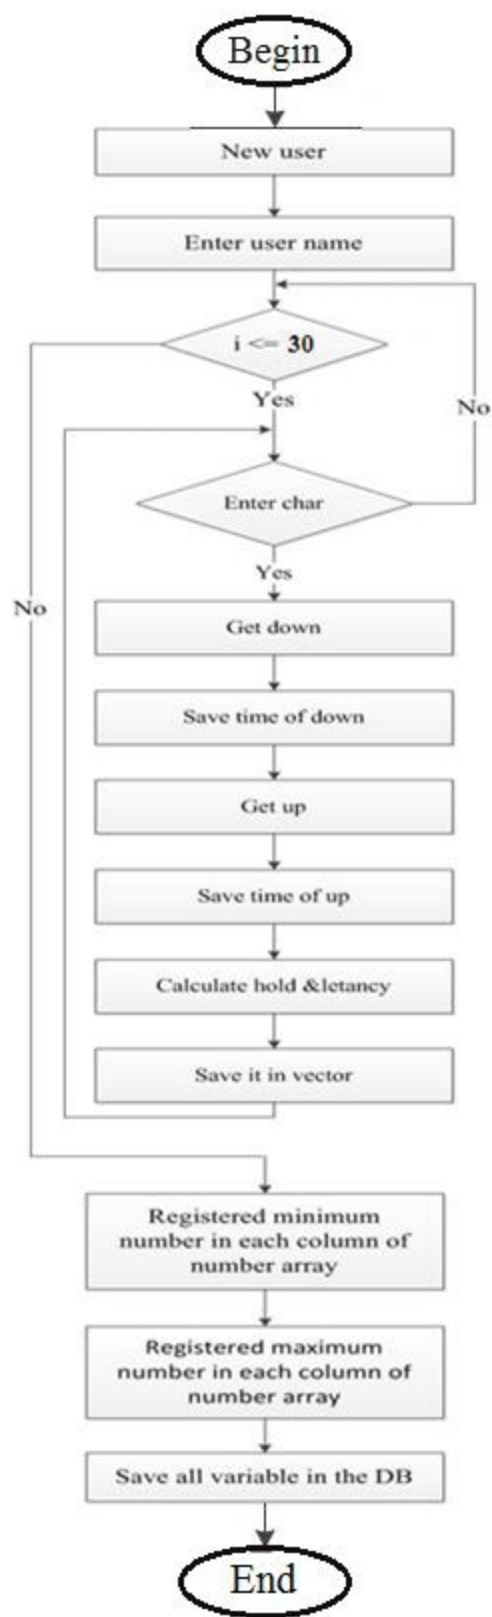 Begin
New user
Enter user name
i <= 30
Yes
No
Enter char
Yes
No
Get down
Save time of down
Get up
Save time of up
Calculate hold &letancy
Save it in vector
Registered minimum
number in each column of
number array
Registered maximum
number in each column of
number array
Save all variable in the DB
End